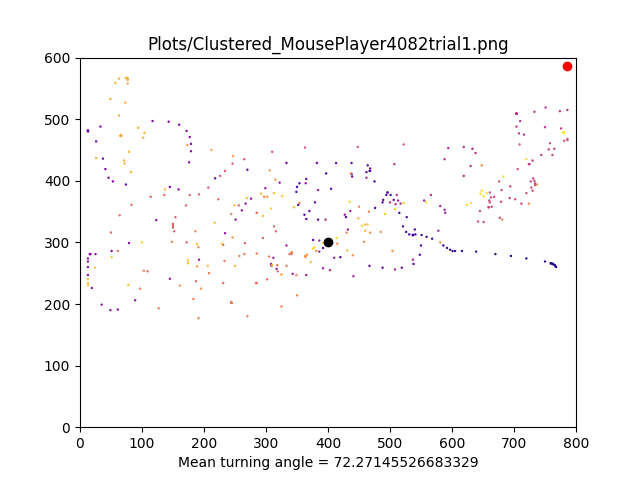 Plots/Clustered_MousePlayer4082trial1.png
600
500
400
300
200
100
0
0 100 200 300 400 500 600 700 800
Mean turning angle = 72.27145526683329